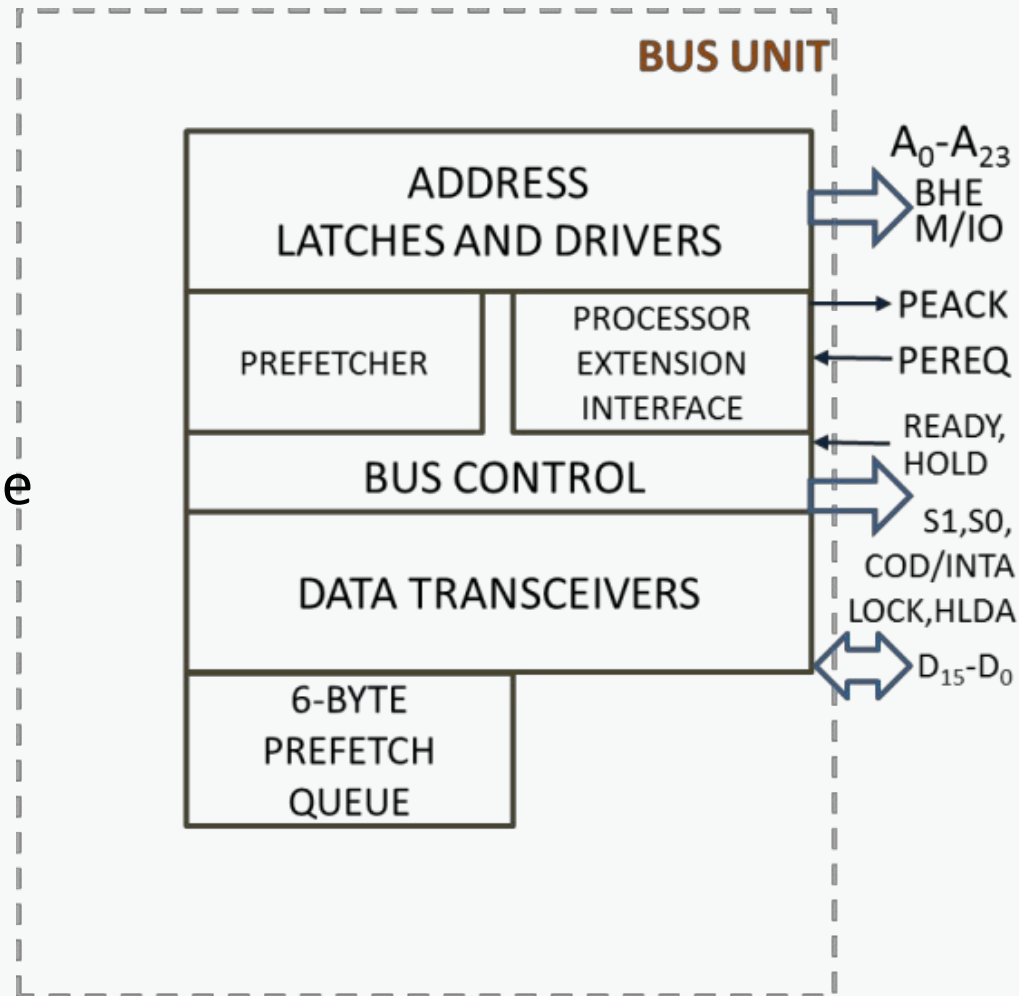 BUS UNIT
ADDRESS
LATCHES AND DRIVERS
A₀-A₂₃
BHE
M/IO
PREFETCHER
PROCESSOR
EXTENSION
INTERFACE
PEACK
PEREQ
READY,
HOLD
BUS CONTROL
e
S1,S0,
COD/INTA
LOCK,HLDA
DATA TRANSCEIVERS
D₁₅-D₀
6-BYTE
PREFETCH
QUEUE